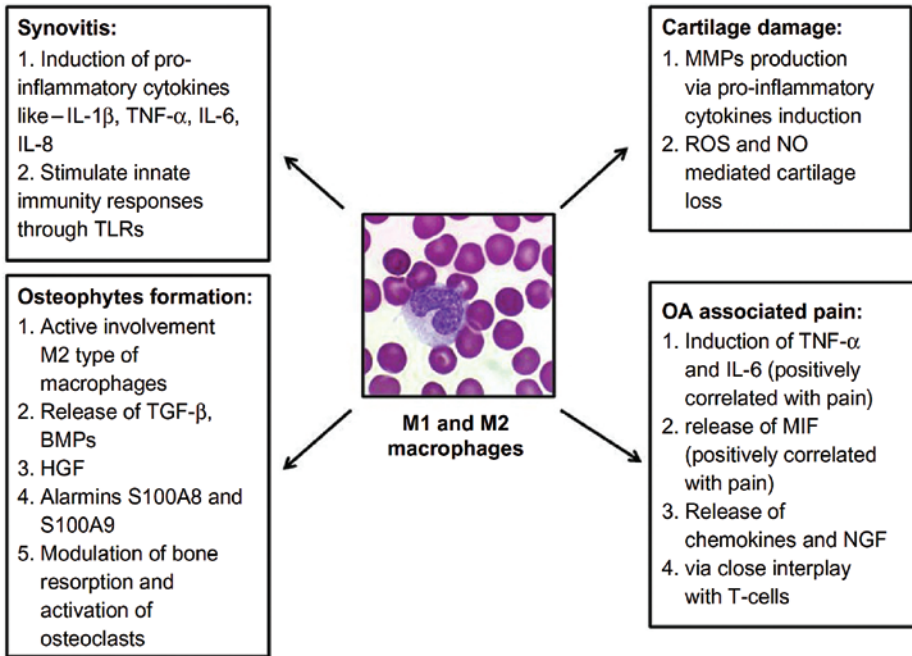 Synovitis:
1. Induction of pro-
inflammatory cytokines
like–IL-1β, TNF-α, IL-6,
IL-8
2. Stimulate innate
immunity responses
through TLRs
Cartilage damage:
1. MMPs production
via pro-inflammatory
cytokines induction
2. ROS and NO
mediated cartilage
loss
Osteophytes formation:
1. Active involvement
M2 type of
macrophages
2. Release of TGF-β,
BMPs
3. HGF
4. Alarmins S100A8 and
S100A9
5. Modulation of bone
resorption and
activation of
osteoclasts
M1 and M2
macrophages
OA associated pain:
1. Induction of TNF-α
and IL-6 (positively
correlated with pain)
2. release of MIF
(positively correlated
with pain)
3. Release of
chemokines and NGF
4. via close interplay
with T-cells